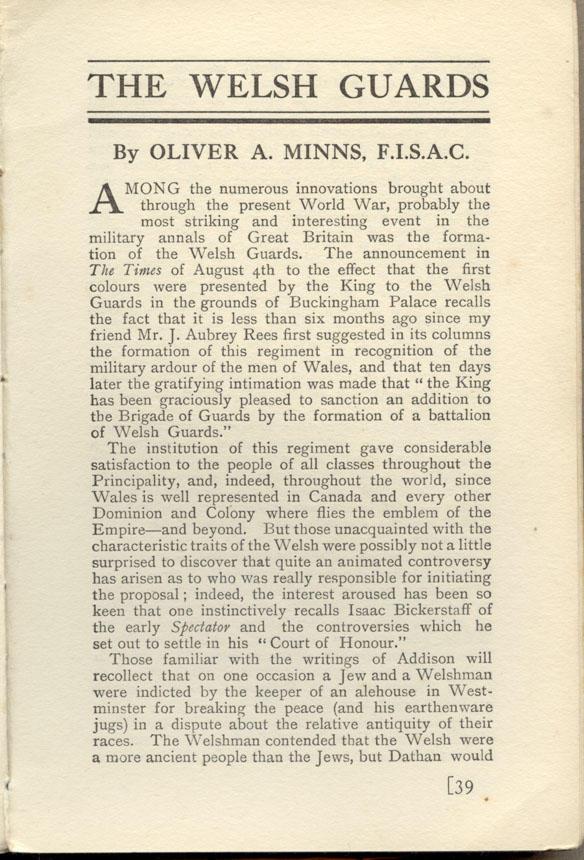 THE WELSH GUARDS
By OLIVER A. MINNS, F.I.S.A.C.
AMONG the numerous innovations brought about
through the present World War, probably the
most striking and interesting event in the
military annals of Great Britain was the forma-
tion of the Welsh Guards. The announcement in
The Times of August 4th to the effect that the first
colours were presented by the King to the Welsh
Guards in the grounds of Buckingham Palace recalls
the fact that it is less than six months ago since my
friend Mr. J. Aubrey Rees first suggested in its columns
the formation of this regiment in recognition of the
military ardour of the men of Wales, and that ten days
later the gratifying intimation was made that “ the King
has been graciously pleased to sanction an addition to
the Brigade of Guards by the formation of a battalion
of Welsh Guards.”
The institution of this regiment gave considerable
satisfaction to the people of all classes throughout the
Principality, and, indeed, throughout the world, since
Wales is well represented in Canada and every other
Dominion and Colony where flies the emblem of the
Empire—and beyond. But those unacquainted with the
characteristic traits of the Welsh were possibly not a little
surprised to discover that quite an animated controversy
has arisen as to who was really responsible for initiating
the proposal ; indeed, the interest aroused has been so
keen that one instinctively recalls Isaac Bickerstaff of
the early Spectator and the controversies which he
set out to settle in his “ Court of Honour.”
Those familiar with the writings of Addison will
recollect that on one occasion a Jew and a Welshman
were indicted by the keeper of an alehouse in West-
minster for breaking the peace (and his earthenware
jugs) in a dispute about the relative antiquity of their
races. The Welshman contended that the Welsh were
a more ancient people than the Jews, but Dathan would
[39